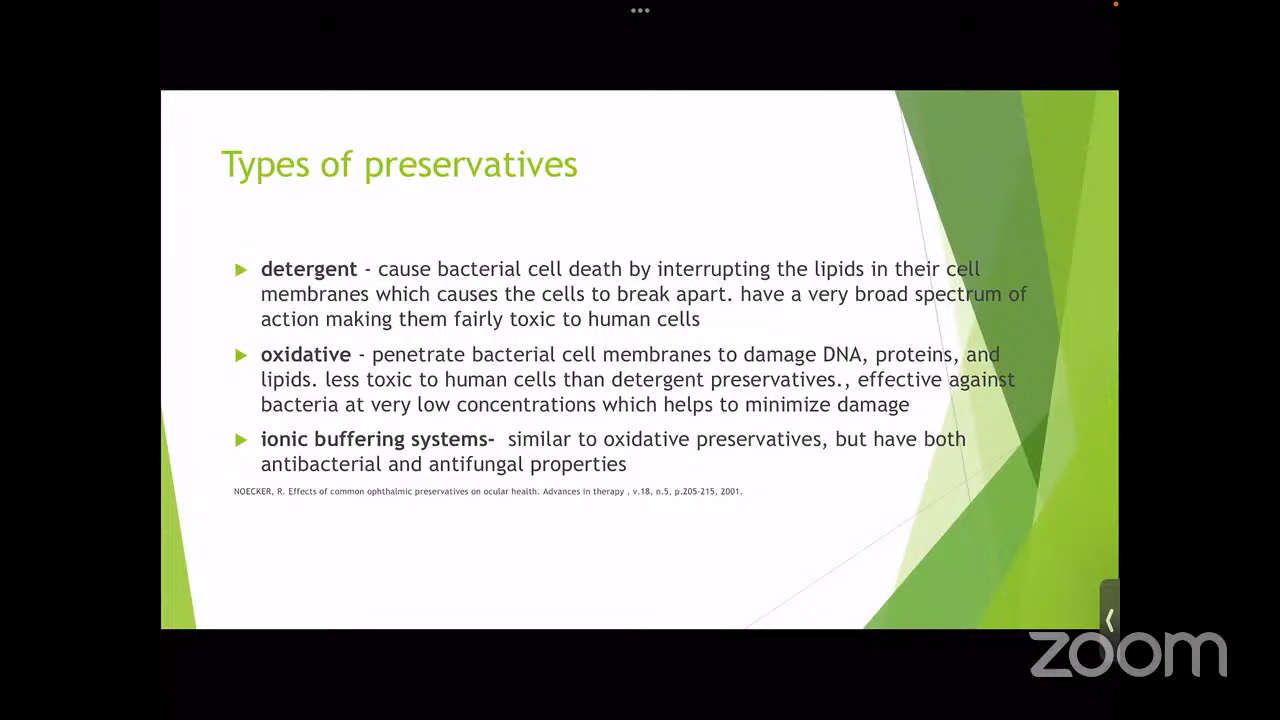 Types of preservatives
detergent - cause bacterial cell death by interrupting the lipids in their cell
membranes which causes the cells to break apart. have a very broad spectrum of
action making them fairly toxic to human cells
oxidative - penetrate bacterial cell membranes to damage DNA, proteins, and
lipids. less toxic to human cells than detergent preservatives., effective against
bacteria at very low concentrations which helps to minimize damage
ionic buffering systems- similar to oxidative preservatives, but have both
antibacterial and antifungal properties
NOECKER, R. Effects of common ophthalmic preservatives on ocular health. Advances in therapy , v.18, n.5, p.205-215, 2001.
zoom